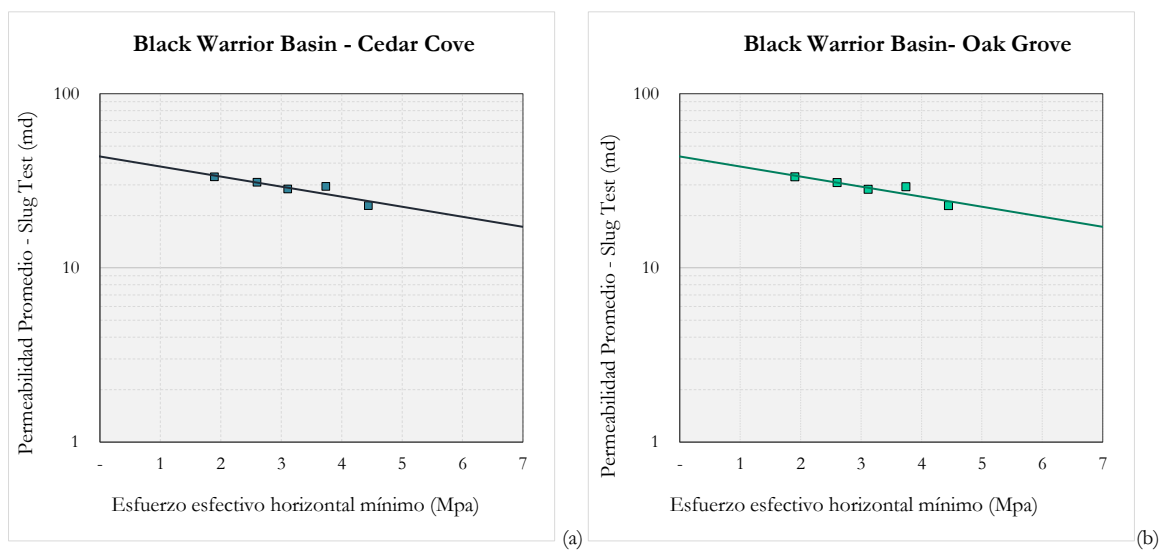 Black Warrior Basin - Cedar Cove
Permeabilidad Promedio - Slug Test (md)
100
10
1
- 1 2 3 4 5 6 7
Esfuerzo esfectivo horizontal mínimo (Mpa)
(a)
Black Warrior Basin- Oak Grove
Permeabilidad Promedio - Slug Test (md)
100
10
1
- 1 2 3 4 5 6 7
Esfuerzo esfectivo horizontal mínimo (Mpa)
(b)